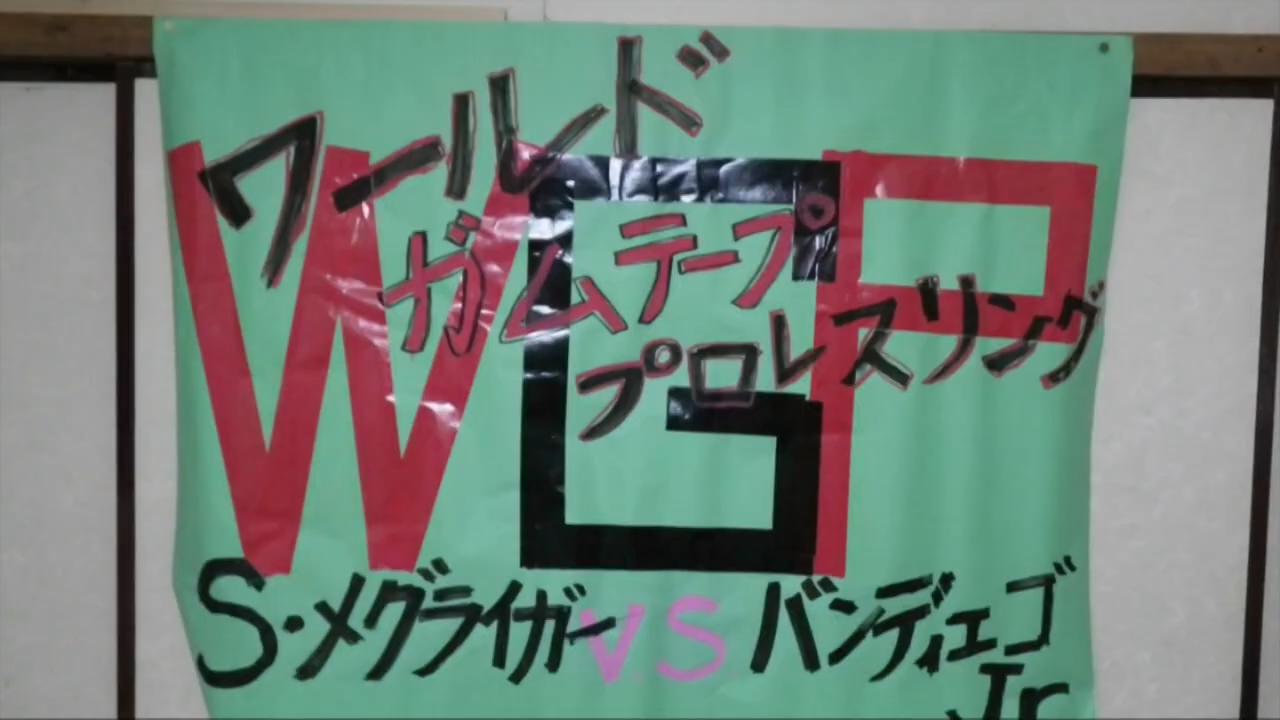 WGP
ワールド
ガムテープ
プロレスリング
S・メグライガー V.S. バンディエゴ
Jr